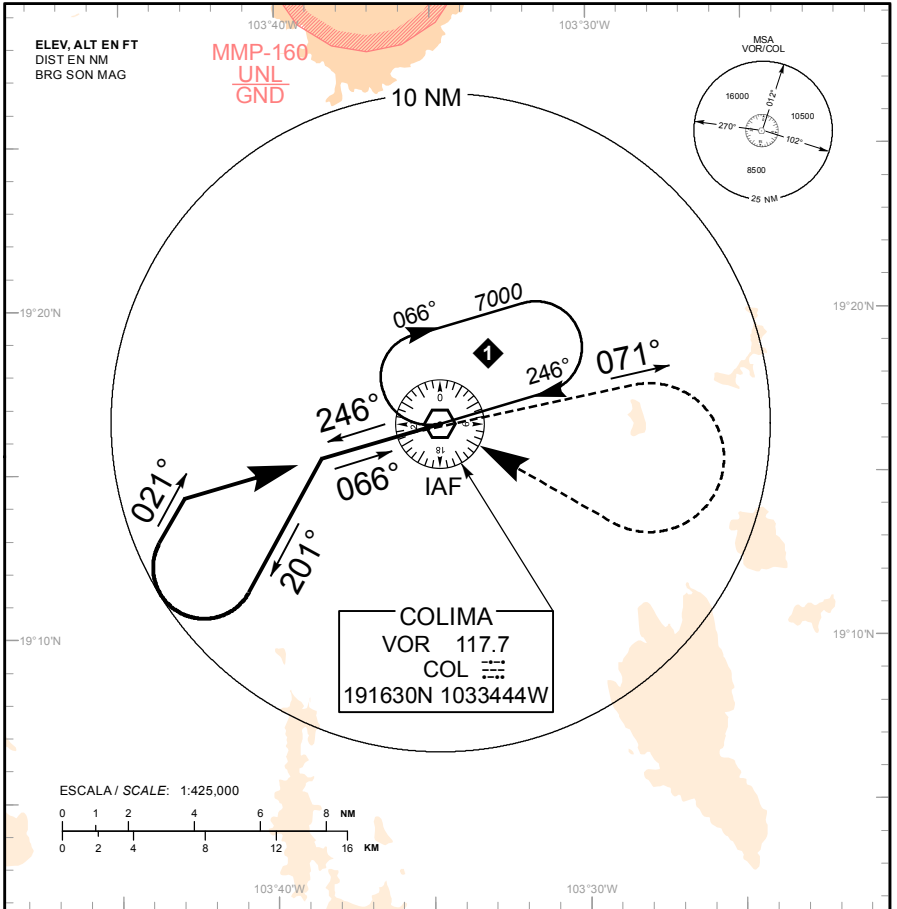 103°40'W
103°30'W
ELEV, ALT EN FT
DIST EN NM
BRG SON MAG
MMP-160
UNL
GND
MSA
VOR/COL
16000
012°
10500
270°
102°
8500
25 NM
10 NM
19°20'N
19°20'N
066°
7000
1
246°
071°
246°
066°
0
18
IAF
021°
201°
COLIMA
VOR 117.7
COL
191630N 1033444W
19°10'N
19°10'N
ESCALA / SCALE: 1:425,000
0 1 2 4 6 8 NM
0 2 4 8 12 16 KM
103°40'W
103°30'W